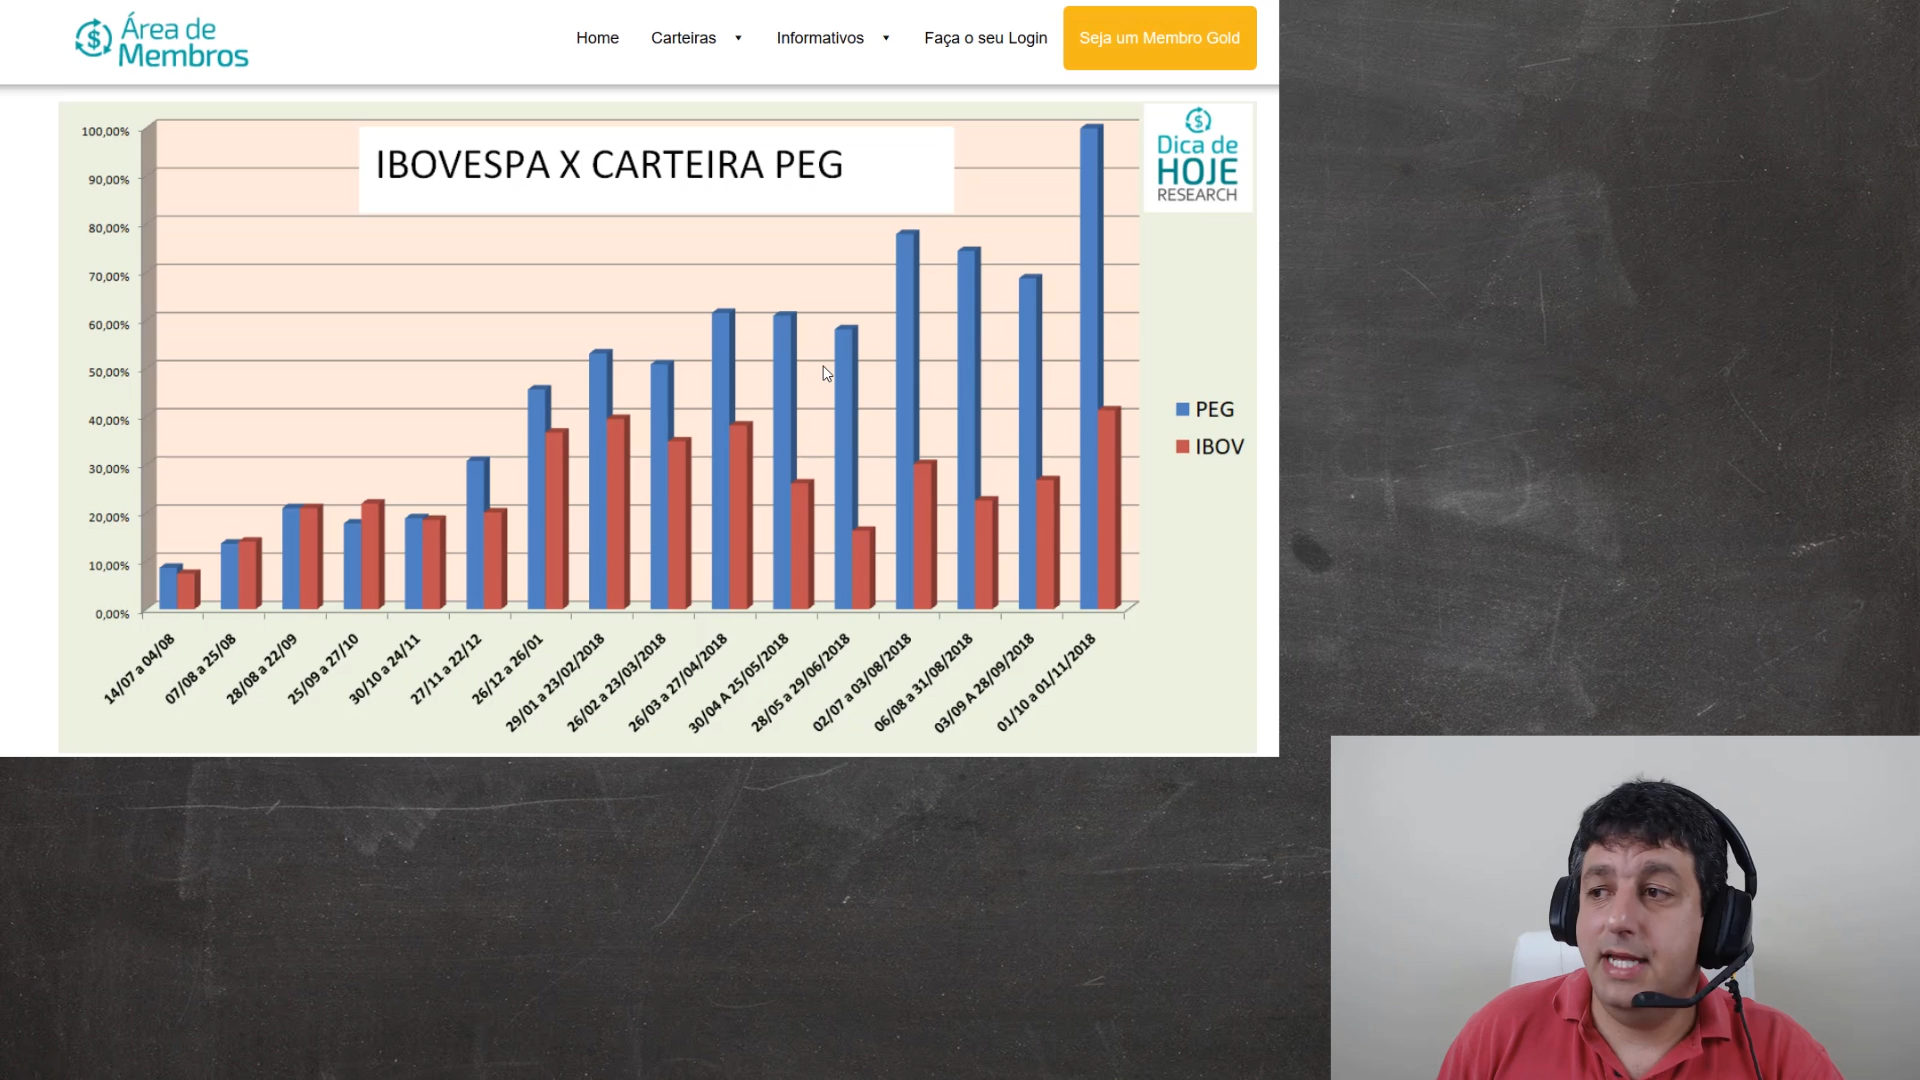 Área de
Membros
Home
Carteiras
Informativos
Faça o seu Login
Seja um Membro Gold
IBOVESPA X CARTEIRA PEG
Dica de
HOJE
RESEARCH
100,00%
90,00%
80,00%
70,00%
60,00%
50,00%
40,00%
30,00%
20,00%
10,00%
0,00%
PEG
IBOV
14/07 a 04/08
07/08 a 25/08
28/08 a 22/09
25/09 a 27/10
30/10 a 24/11
27/11 a 22/12
26/12 a 26/01
29/01 a 23/02/2018
26/02 a 23/03/2018
26/03 a 27/04/2018
30/04 A 25/05/2018
28/05 a 29/06/2018
02/07 a 03/08/2018
06/08 a 31/08/2018
03/09 A 28/09/2018
01/10 a 01/11/2018